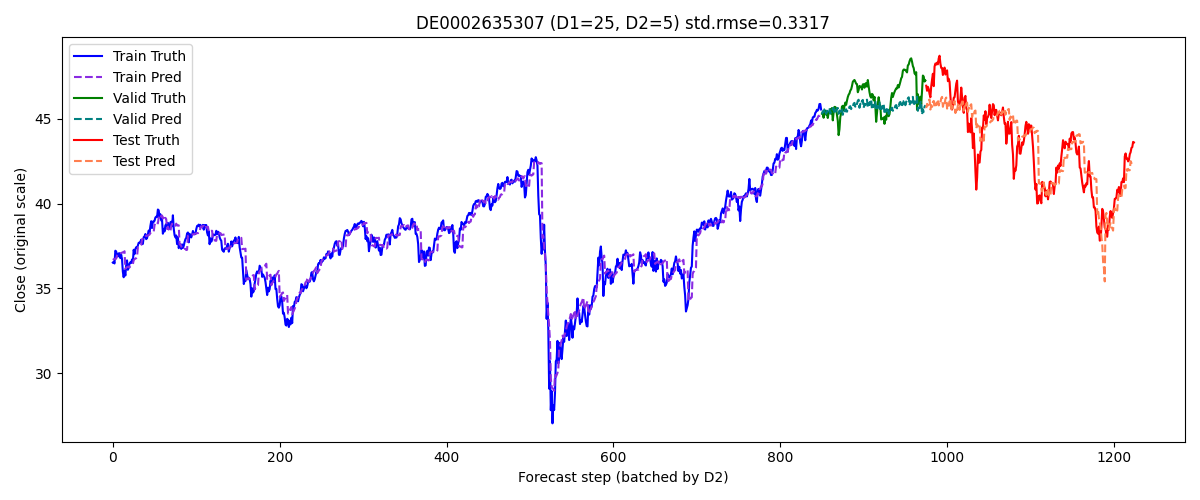 DE0002635307 (D1=25, D2=5) std.rmse=0.3317
Train Truth
Train Pred
Valid Truth
Valid Pred
Test Truth
Test Pred
Close (original scale)
45
40
35
30
0 200 400 600 800 1000 1200
Forecast step (batched by D2)